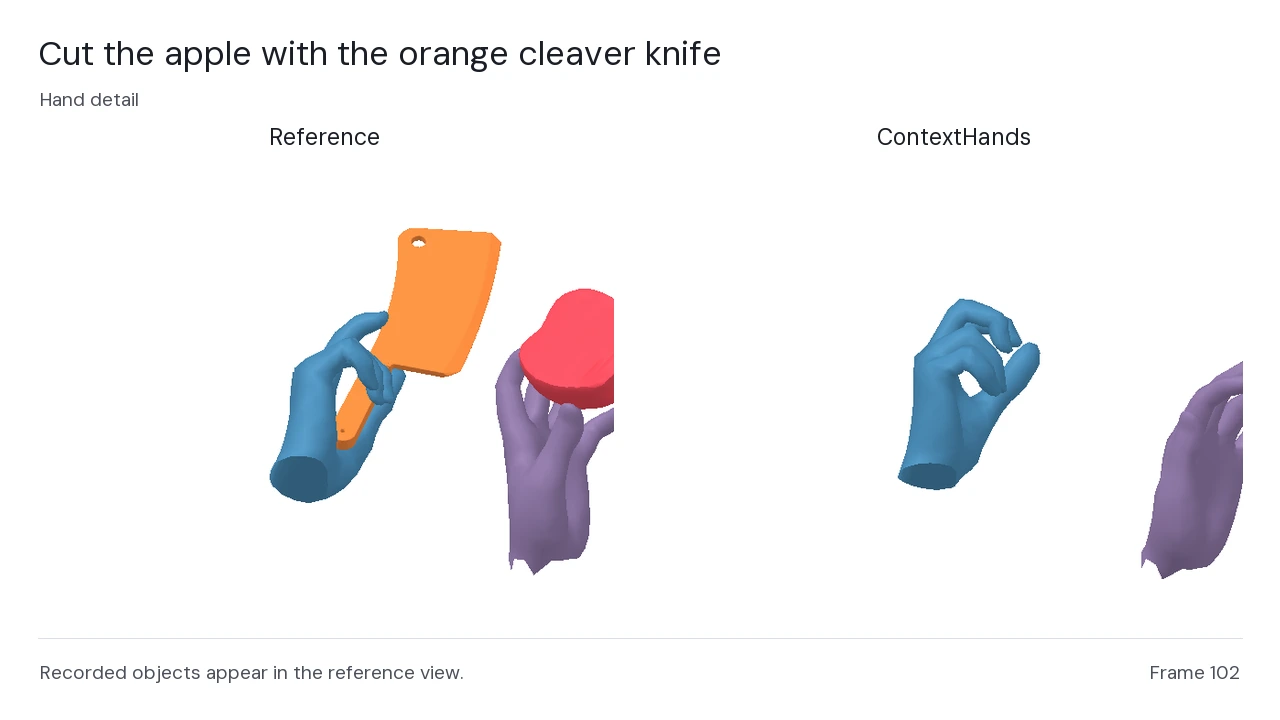 Cut the apple with the orange cleaver knife
Hand detail
Reference
ContextHands
Recorded objects appear in the reference view.
Frame 102